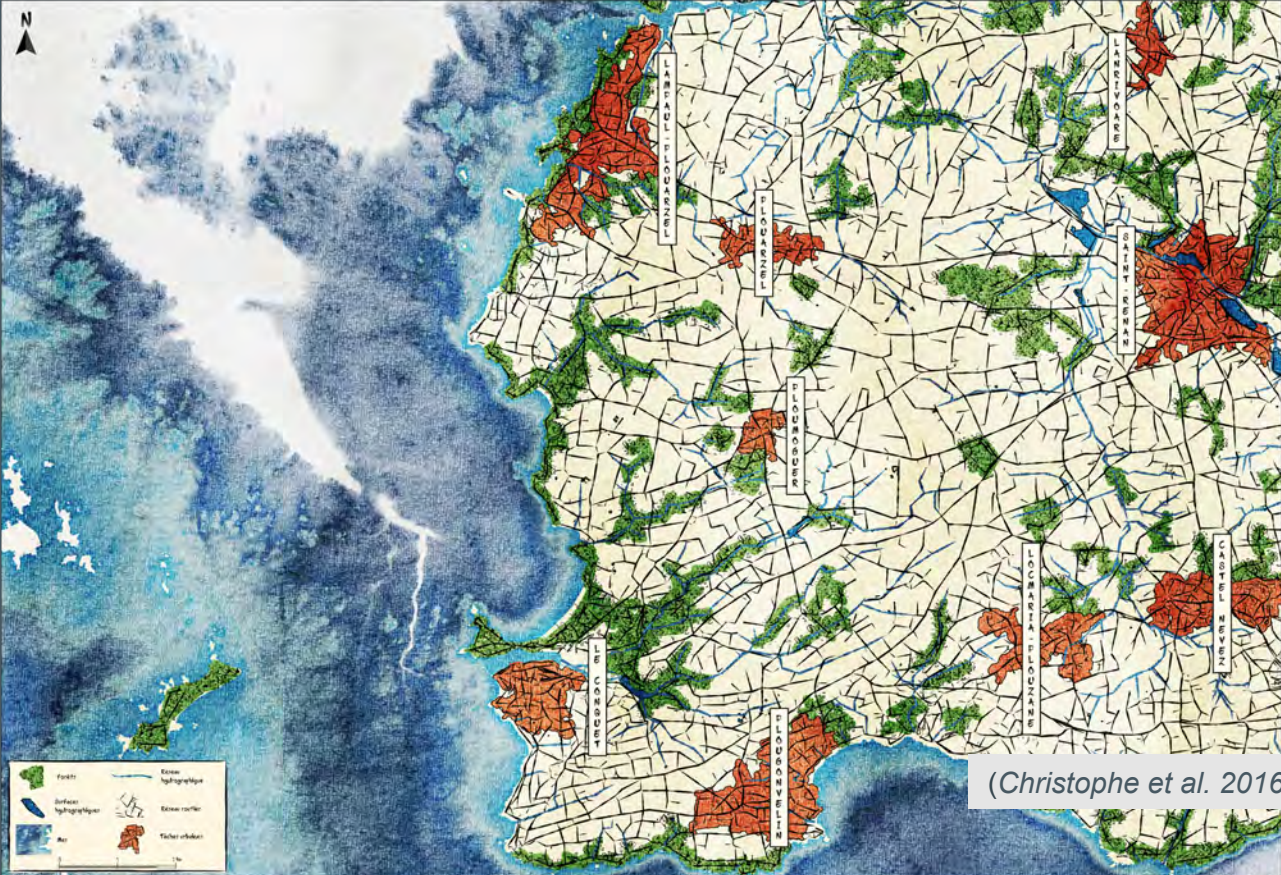 N
LAMPAUL-PLOUARZEL
LANRIVOARE
PLOUARZEL
SAINT-RENAN
PLOUMOGUER
LOCMARIA-PLOUZANE
CASTEL NEVEZ
LE CONQUET
PLOUGONVELIN
(Christophe et al. 2016
Forêts
Réseau
hydrographique
Surfaces
hydrographiques
Réseau routier
Mer
Tâches urbaines
0